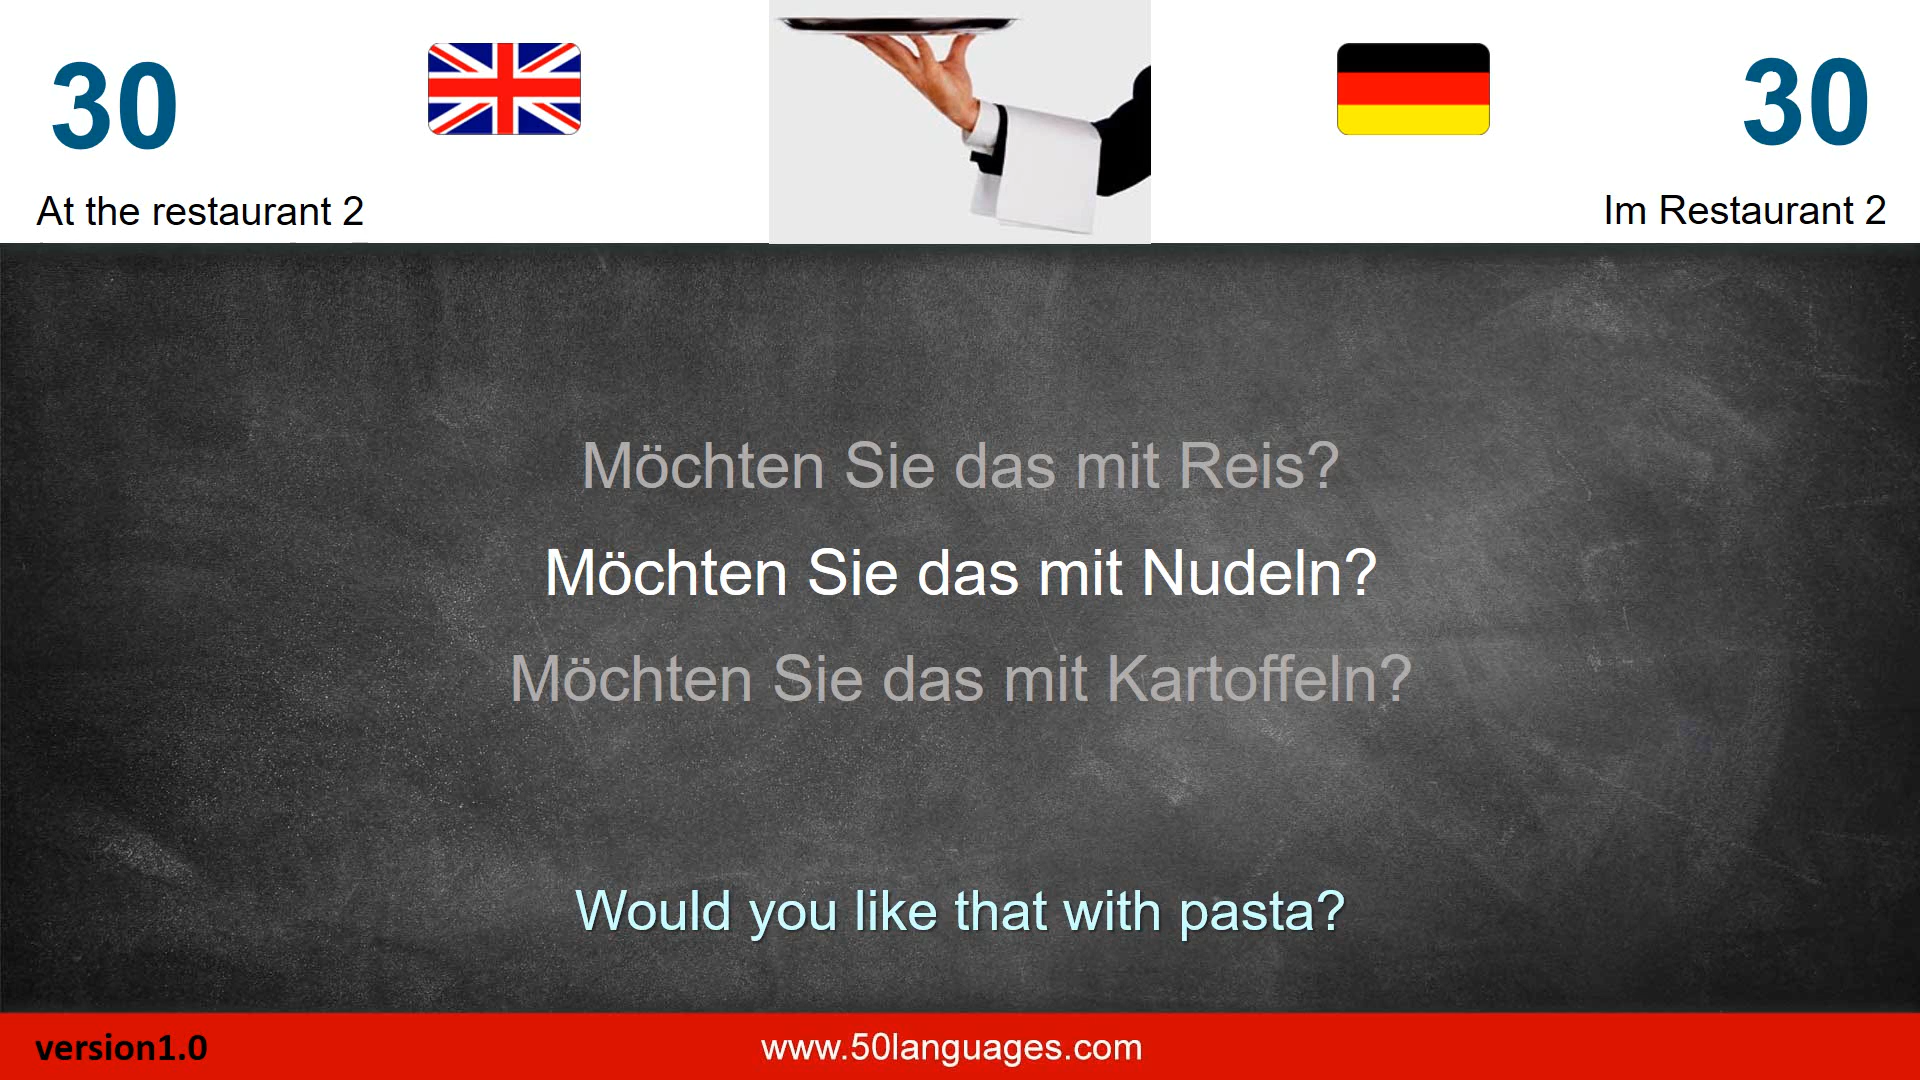 30
30
At the restaurant 2
Im Restaurant 2
Möchten Sie das mit Reis?
Möchten Sie das mit Nudeln?
Möchten Sie das mit Kartoffeln?
Would you like that with pasta?
version1.0
www.50languages.com